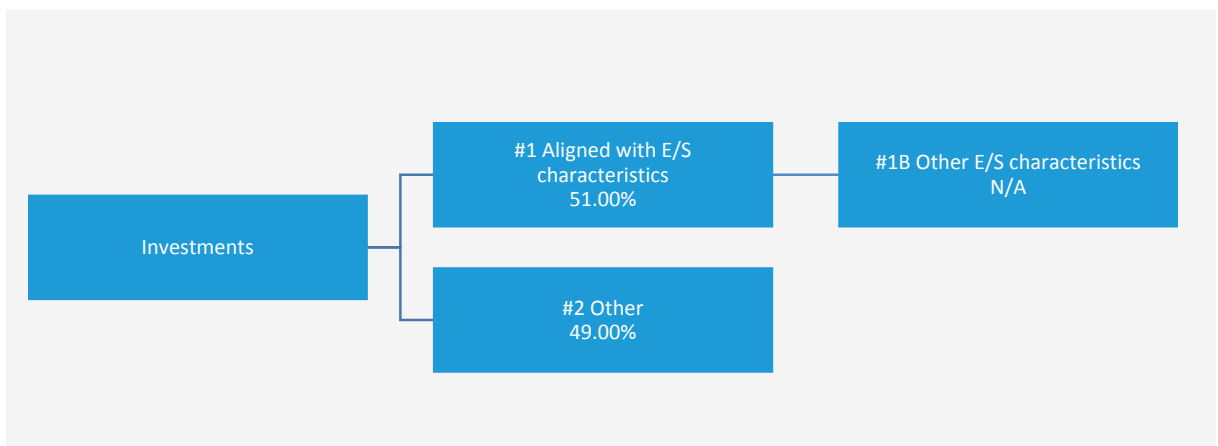 Investments
#1 Aligned with E/S
characteristics
51.00%
#1B Other E/S characteristics
N/A
#2 Other
49.00%